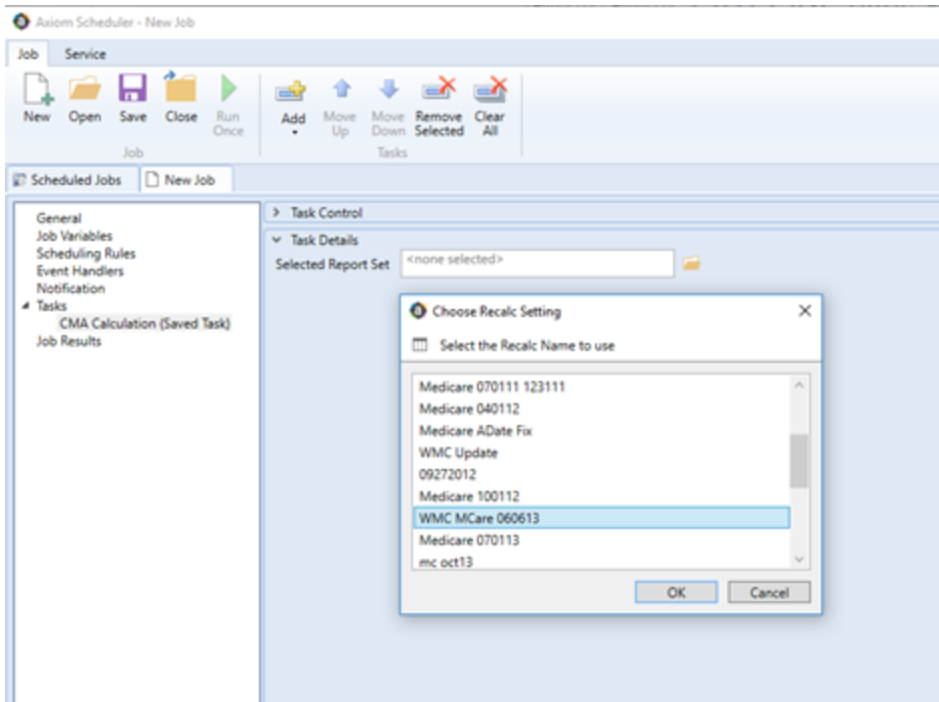 Axiom Scheduler - New Job
Job Service
New Open Save Close Run Once Add Move Up Move Down Remove Selected Clear All
Job Tasks
Scheduled Jobs New Job
General
Job Variables
Scheduling Rules
Event Handlers
Notification
Tasks
CMA Calculation (Saved Task)
Job Results
Task Control
Task Details
Selected Report Set <none selected>
Choose Recalc Setting
Select the Recalc Name to use
Medicare 070111 123111
Medicare 040112
Medicare ADate Fix
WMC Update
09272012
Medicare 100112
WMC MCare 060613
Medicare 070113
mc oct13
OK Cancel